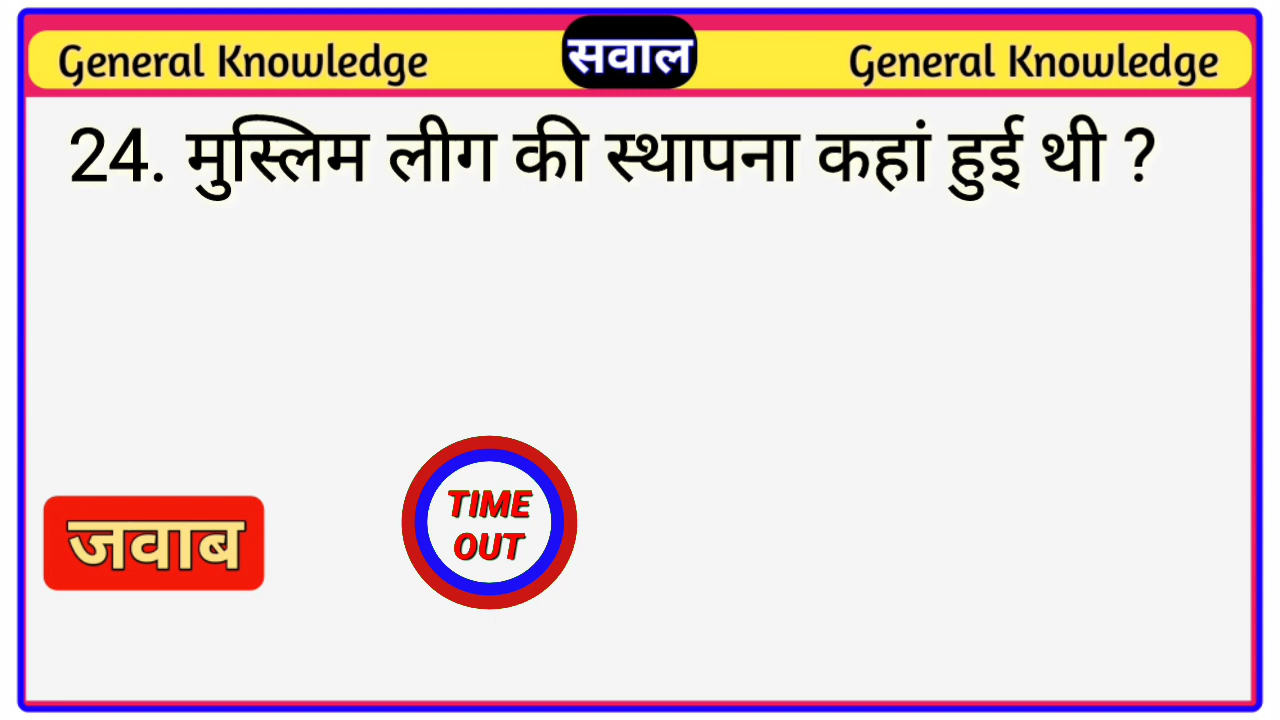 General Knowledge सवाल General Knowledge
24. मुस्लिम लीग की स्थापना कहां हुई थी ?
TIME
OUT
जवाब